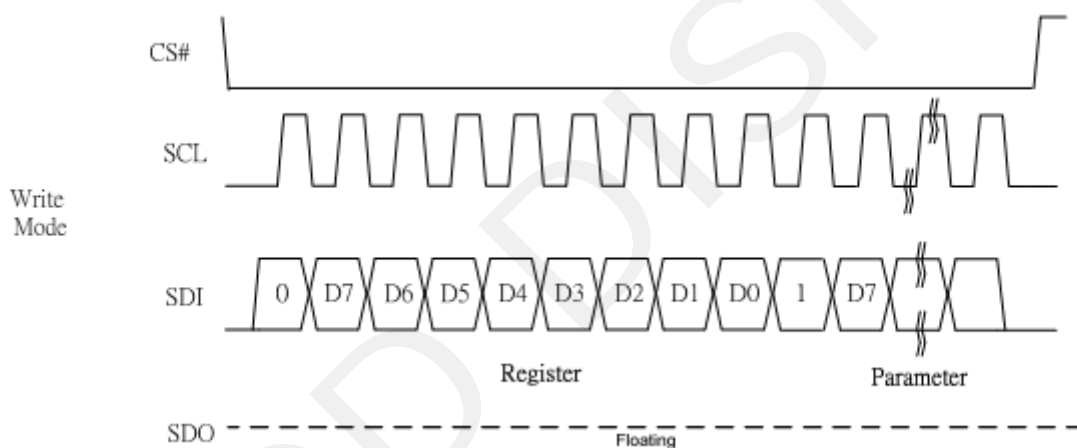 CS#
SCL
Write
Mode
SDI 0 D7 D6 D5 D4 D3 D2 D1 D0 1 D7
Register Parameter
SDO Floating